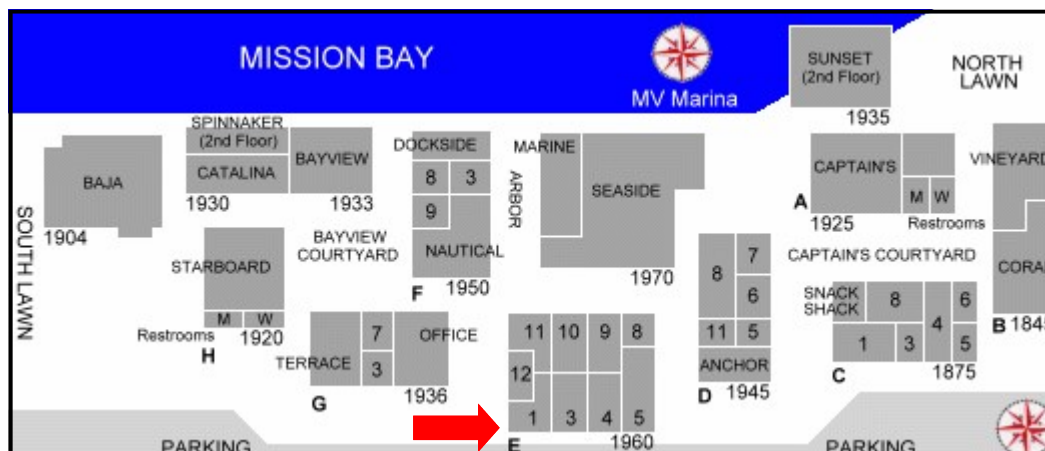 MISSION BAY
MV Marina
SUNSET
(2nd Floor)
1935
NORTH
LAWN
SPINNAKER
(2nd Floor)
CATALINA
1930
BAYVIEW
1933
BAJA
1904
SOUTH LAWN
DOCKSIDE
8 3
9
NAUTICAL
F 1950
ARBOR
MARINE
SEASIDE
1970
CAPTAIN'S
A 1925
M W
Restrooms
VINEYARD
CORA
B 1845
STARBOARD
M W
Restrooms 1920
H
BAYVIEW
COURTYARD
CAPTAIN'S COURTYARD
TERRACE
7
3
OFFICE
G 1936
11 10 9 8
12
1 3 4 5
E 1960
8 7
6
11 5
ANCHOR
D 1945
SNACK
SHACK
8 4 6
1 3 5
C 1875
PARKING
PARKING